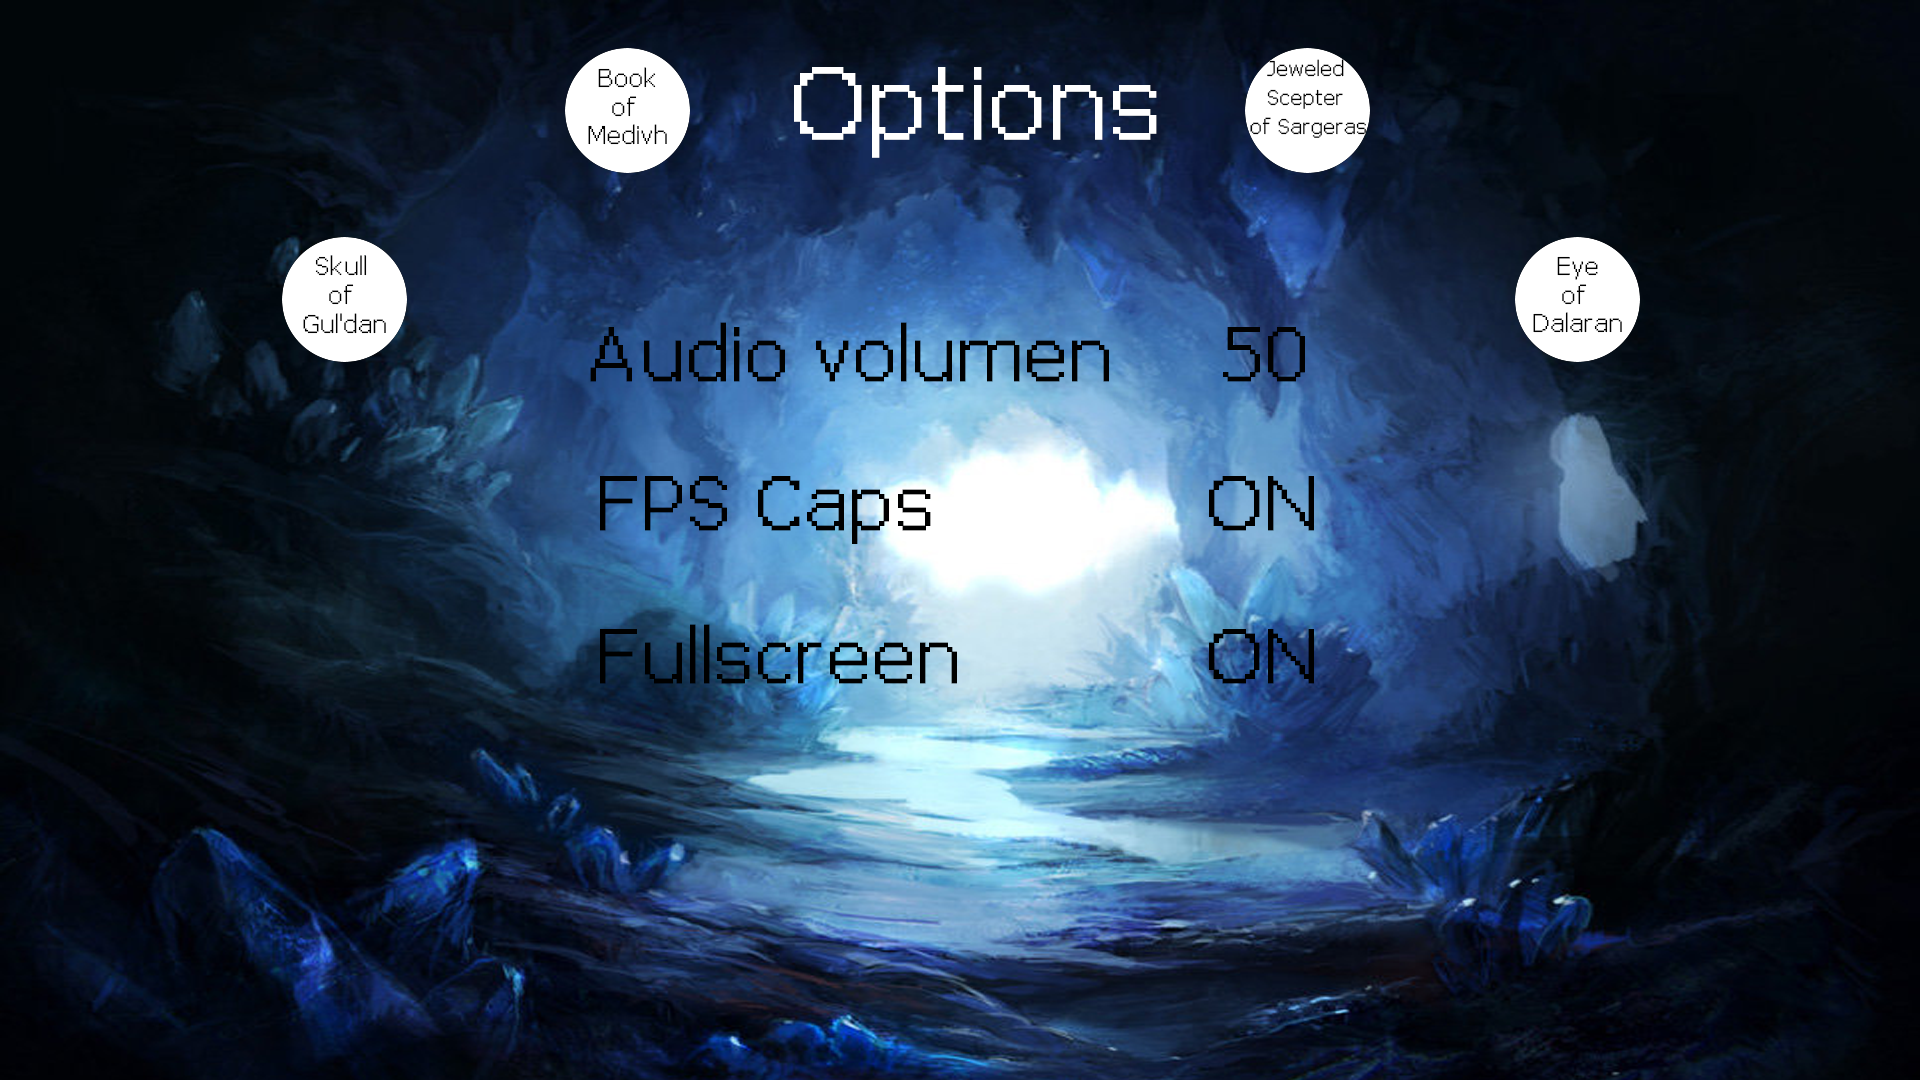 Book
of
Medivh
Options
Jeweled
Scepter
of Sargeras
Skull
of
Gul'dan
Eye
of
Dalaran
Audio volumen 50
FPS Caps ON
Fullscreen ON